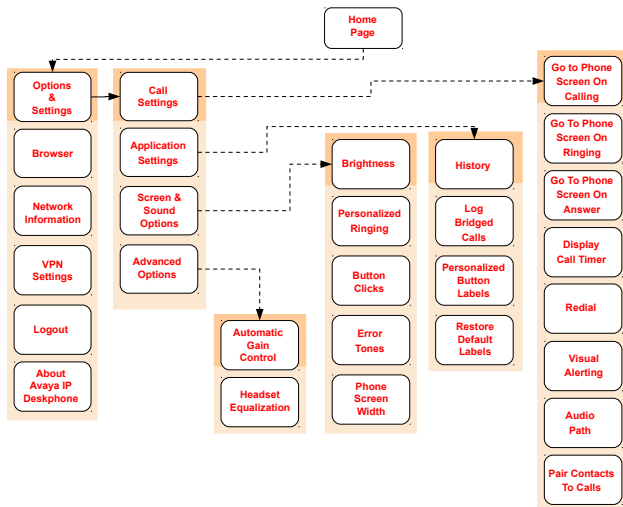 Home
Page
Options
&
Settings
Browser
Network
Information
VPN
Settings
Logout
About
Avaya IP
Deskphone
Call
Settings
Application
Settings
Screen &
Sound
Options
Advanced
Options
Automatic
Gain
Control
Headset
Equalization
Brightness
Personalized
Ringing
Button
Clicks
Error
Tones
Phone
Screen
Width
History
Log
Bridged
Calls
Personalized
Button
Labels
Restore
Default
Labels
Go to Phone
Screen On
Calling
Go To Phone
Screen On
Ringing
Go To Phone
Screen On
Answer
Display
Call Timer
Redial
Visual
Alerting
Audio
Path
Pair Contacts
To Calls